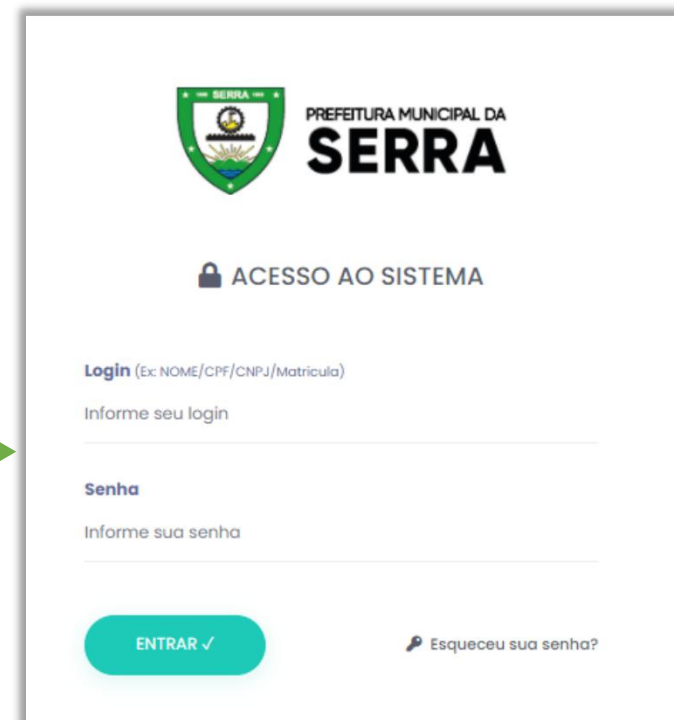 SERRA
PREFEITURA MUNICIPAL DA
SERRA
ACESSO AO SISTEMA
Login (Ex: NOME/CPF/CNPJ/Matricula)
Informe seu login
Senha
Informe sua senha
ENTRAR ✓
Esqueceu sua senha?